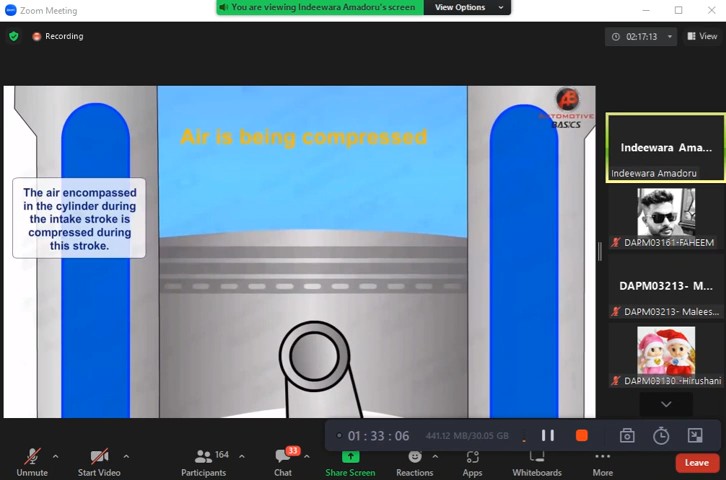 Zoom Meeting
You are viewing Indeewara Amadoru's screen
View Options
Recording
02:17:13
View
AB
AUTOMOTIVE
BASICS
Air is being compressed
The air encompassed
in the cylinder during
the intake stroke is
compressed during
this stroke.
Indeewara Ama...
Indeewara Amadoru
DAPM03161-FAHEEM
DAPM03213- M...
DAPM03213- Malees...
DAPM03130 -Hirushani
01:33:06
441.12 MB/30.05 GB
Unmute
Start Video
164
Participants
33
Chat
Share Screen
Reactions
Apps
Whiteboards
More
Leave